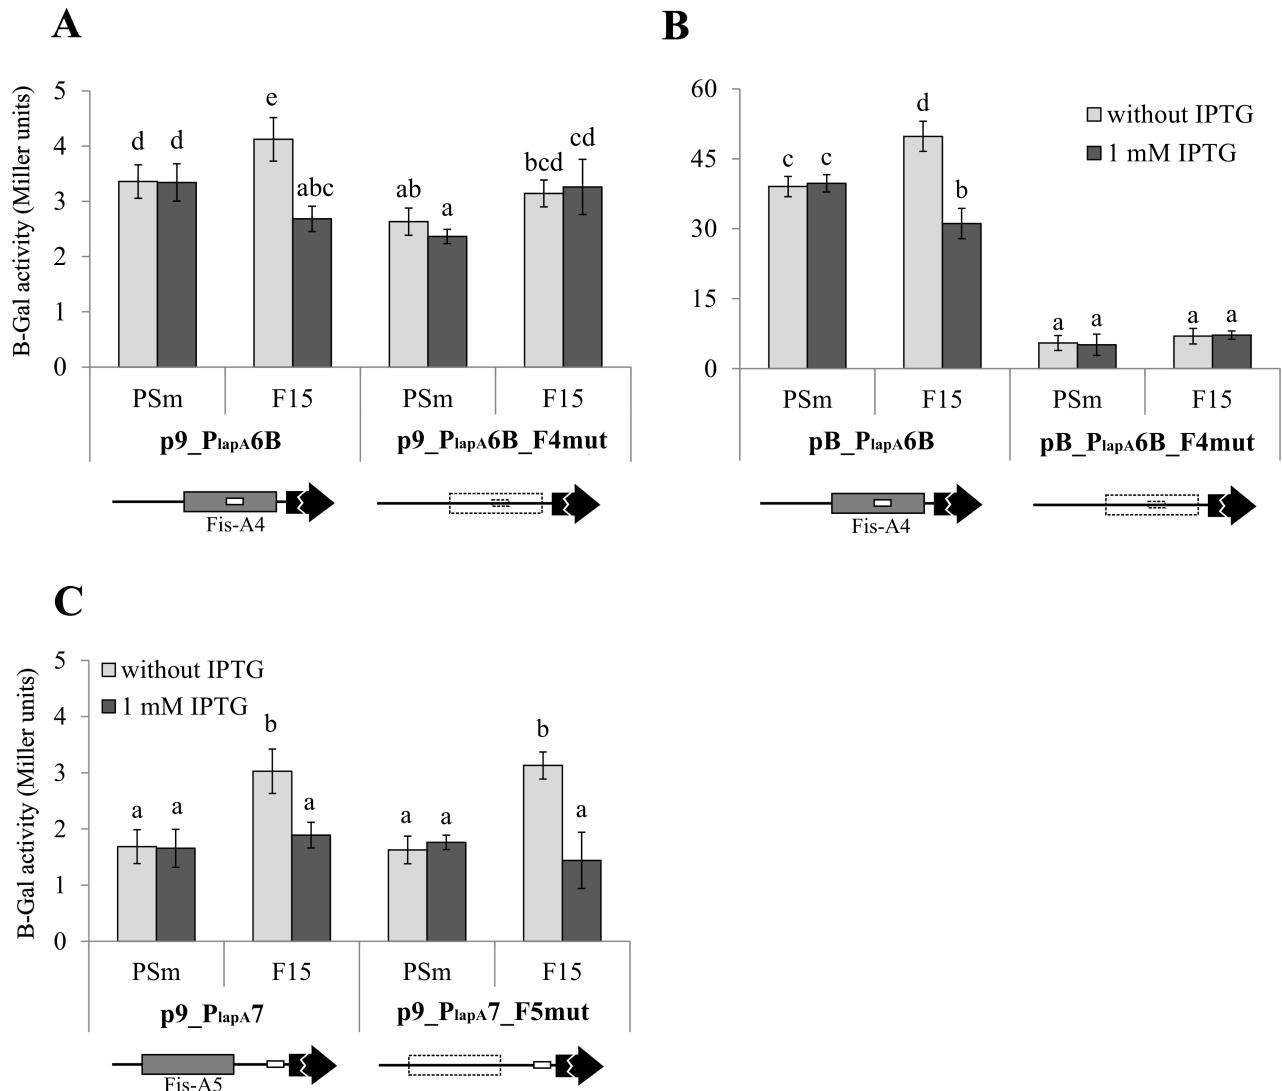 A
B-Gal activity (Miller units)
5
4
3
2
1
0
d d e abc ab a bcd cd
PSm F15 PSm F15
p9_PlapA6B p9_PlapA6B_F4mut
Fis-A4
B
60
45
30
15
0
without IPTG
1 mM IPTG
c c d b a a a a
PSm F15 PSm F15
pB_PlapA6B pB_PlapA6B_F4mut
Fis-A4
C
B-Gal activity (Miller units)
5
4
3
2
1
0
without IPTG
1 mM IPTG
a a b a a a b a
PSm F15 PSm F15
p9_PlapA7 p9_PlapA7_F5mut
Fis-A5